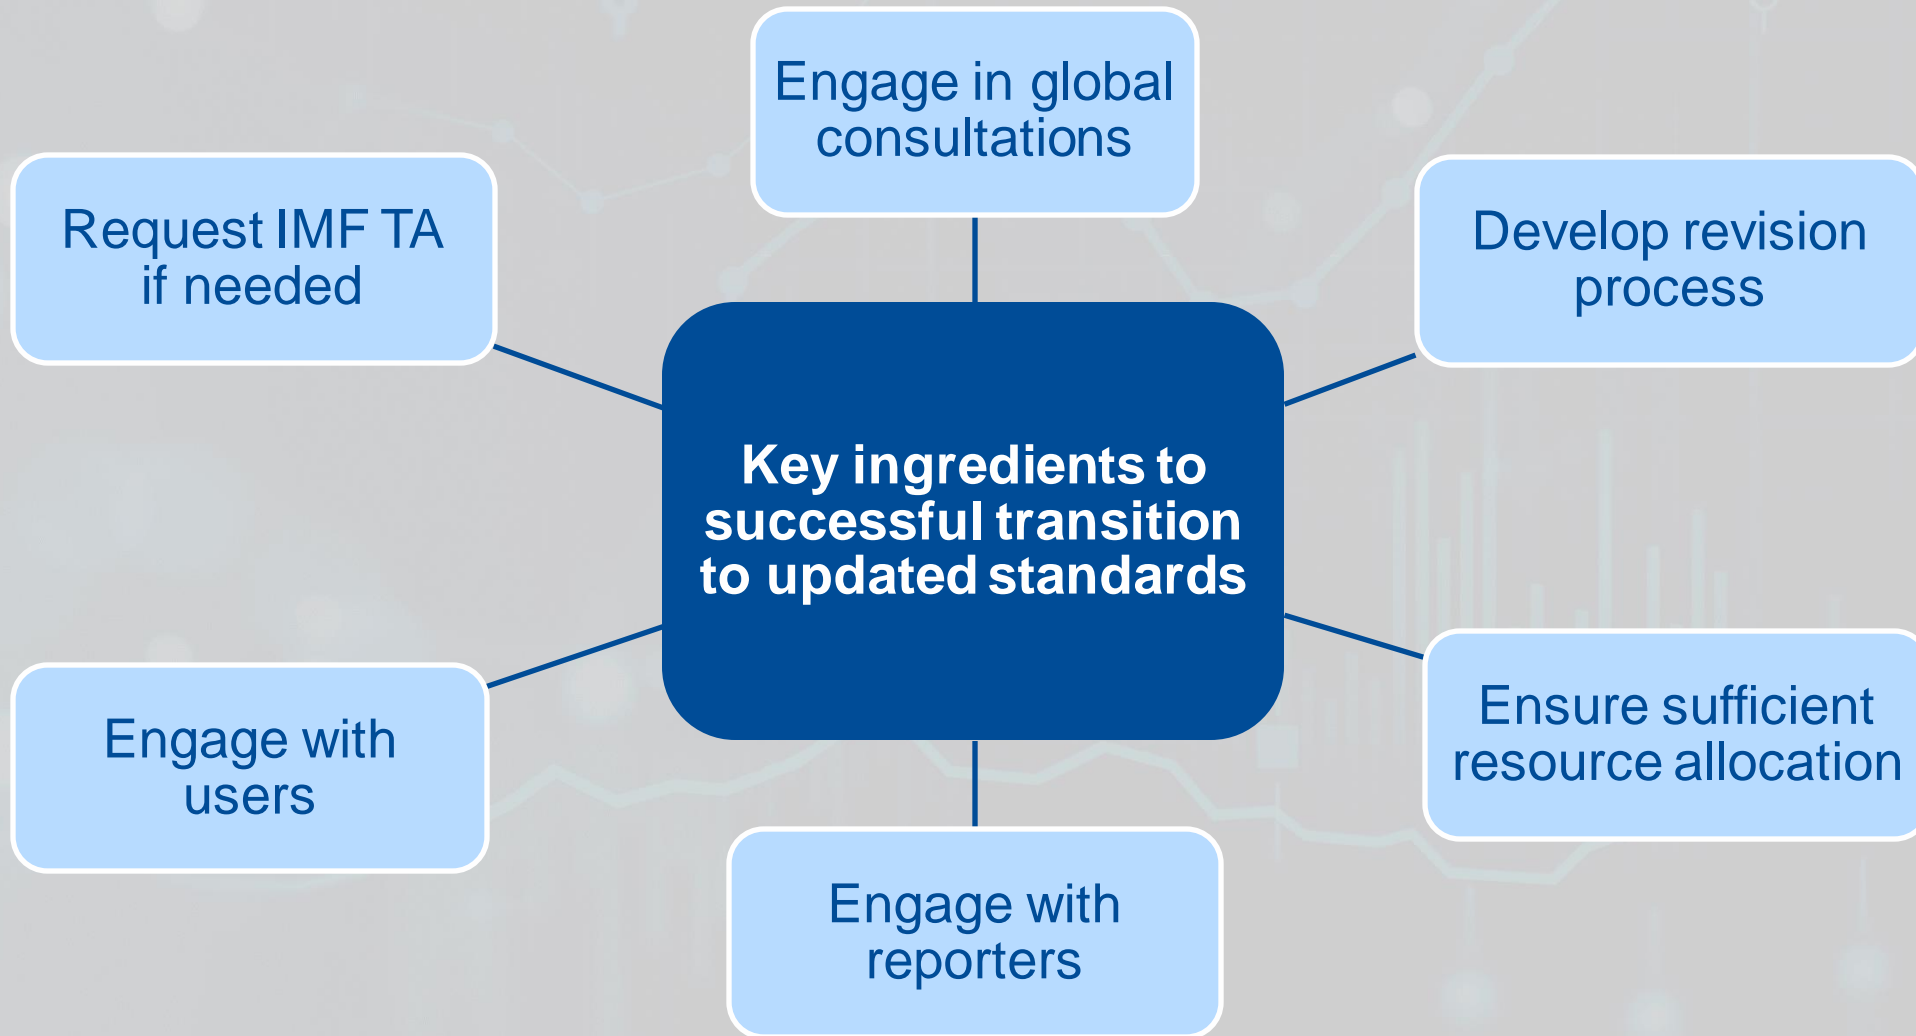 Engage in global
consultations
Request IMF TA
if needed
Develop revision
process
Key ingredients to
successful transition
to updated standards
Engage with
users
Ensure sufficient
resource allocation
Engage with
reporters